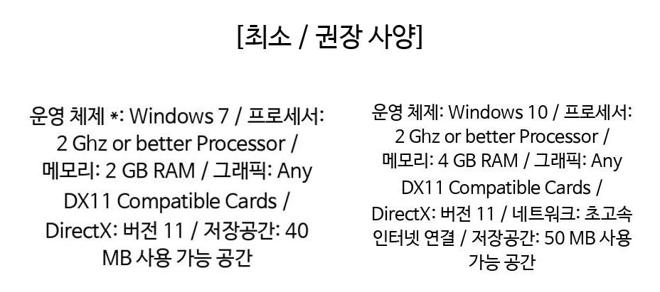 [최소 / 권장 사양]
운영 체제 *: Windows 7 / 프로세서:
2 Ghz or better Processor /
메모리: 2 GB RAM / 그래픽: Any
DX11 Compatible Cards /
DirectX: 버전 11 / 저장공간: 40
MB 사용 가능 공간
운영 체제: Windows 10 / 프로세서:
2 Ghz or better Processor /
메모리: 4 GB RAM / 그래픽: Any
DX11 Compatible Cards /
DirectX: 버전 11 / 네트워크: 초고속
인터넷 연결 / 저장공간: 50 MB 사용
가능 공간